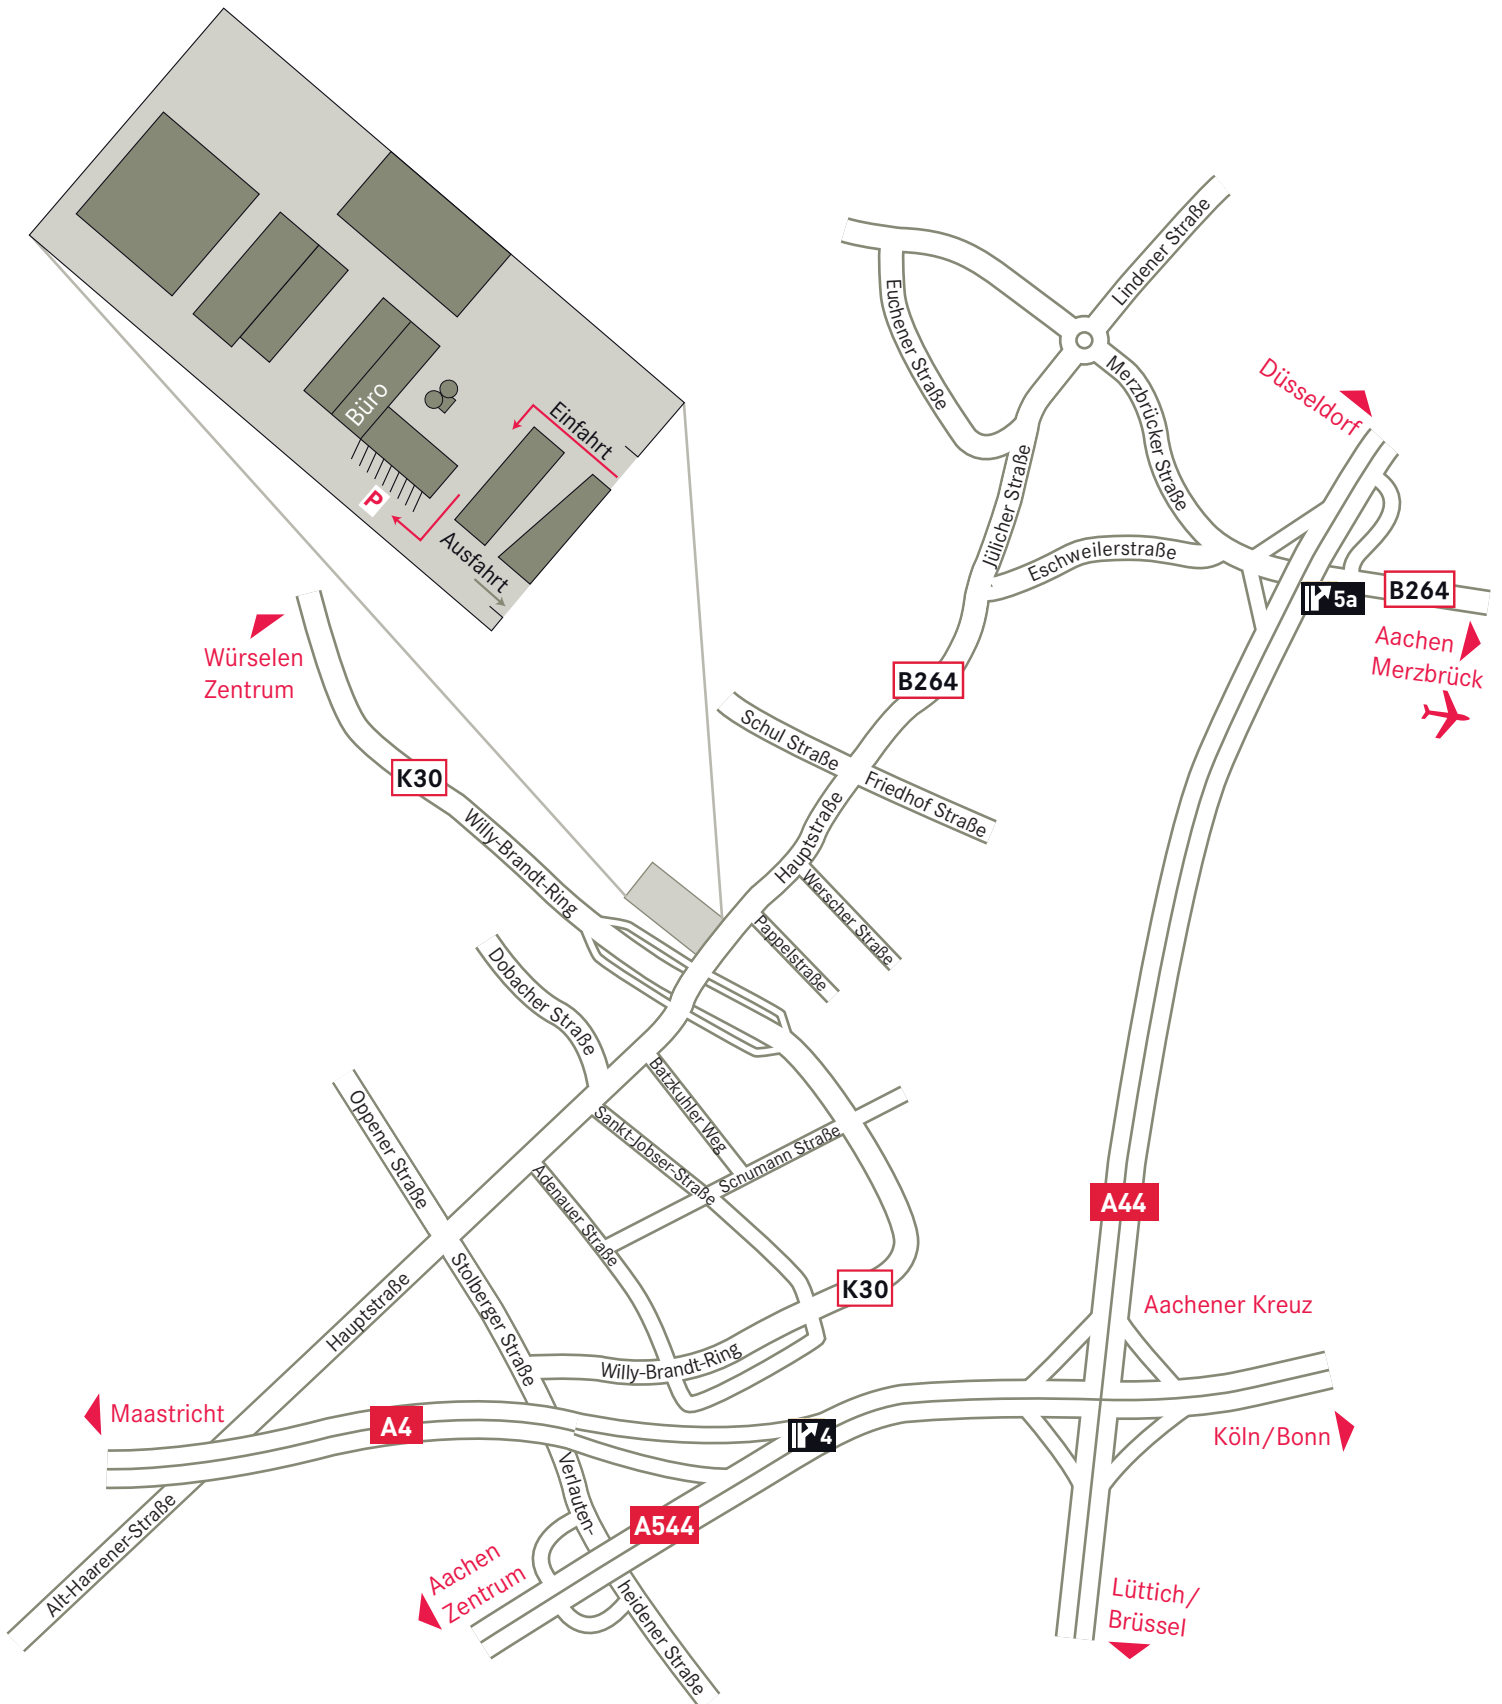 Büro
Einfahrt
P
Ausfahrt
Lindener Straße
Euchener Straße
Merzbrücker Straße
Düsseldorf
Jülicher Straße
Eschweilerstraße
5a
B264
Aachen
Merzbrück
Würselen
Zentrum
B264
Schul Straße
Friedhof Straße
K30
Willy-Brandt-Ring
Hauptstraße
Werscher Straße
Pappelstraße
Dobacher Straße
Batzkuhler Weg
Oppener Straße
Sankt-Jobser-Straße
Schumann Straße
Adenauer Straße
A44
Stolberger Straße
Hauptstraße
K30
Aachener Kreuz
Willy-Brandt-Ring
Maastricht
A4
4
Köln/Bonn
Verlauten-
heidener Straße
Alt-Haarener-Straße
A544
Aachen
Zentrum
Lüttich/
Brüssel